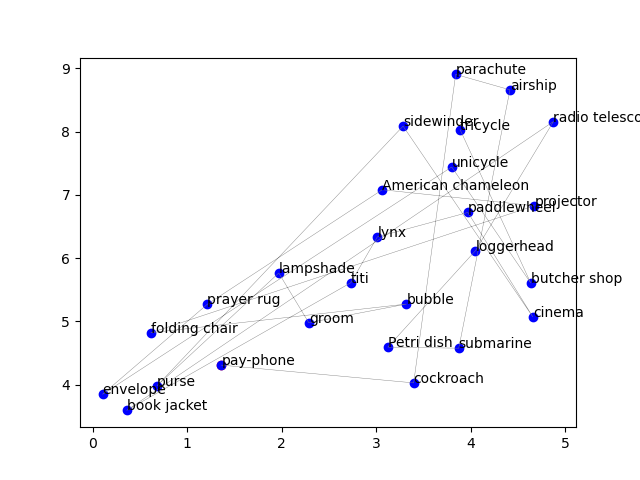 9
parachute
airship
radio telesco
8
sidewinder
tricycle
unicycle
7
American chameleon
projector
paddlewheel
lynx
6
loggerhead
lampshade
titi
butcher shop
prayer rug
bubble
5
folding chair
groom
cinema
Petri dish
submarine
pay-phone
cockroach
4
envelope
purse
book jacket
0 1 2 3 4 5